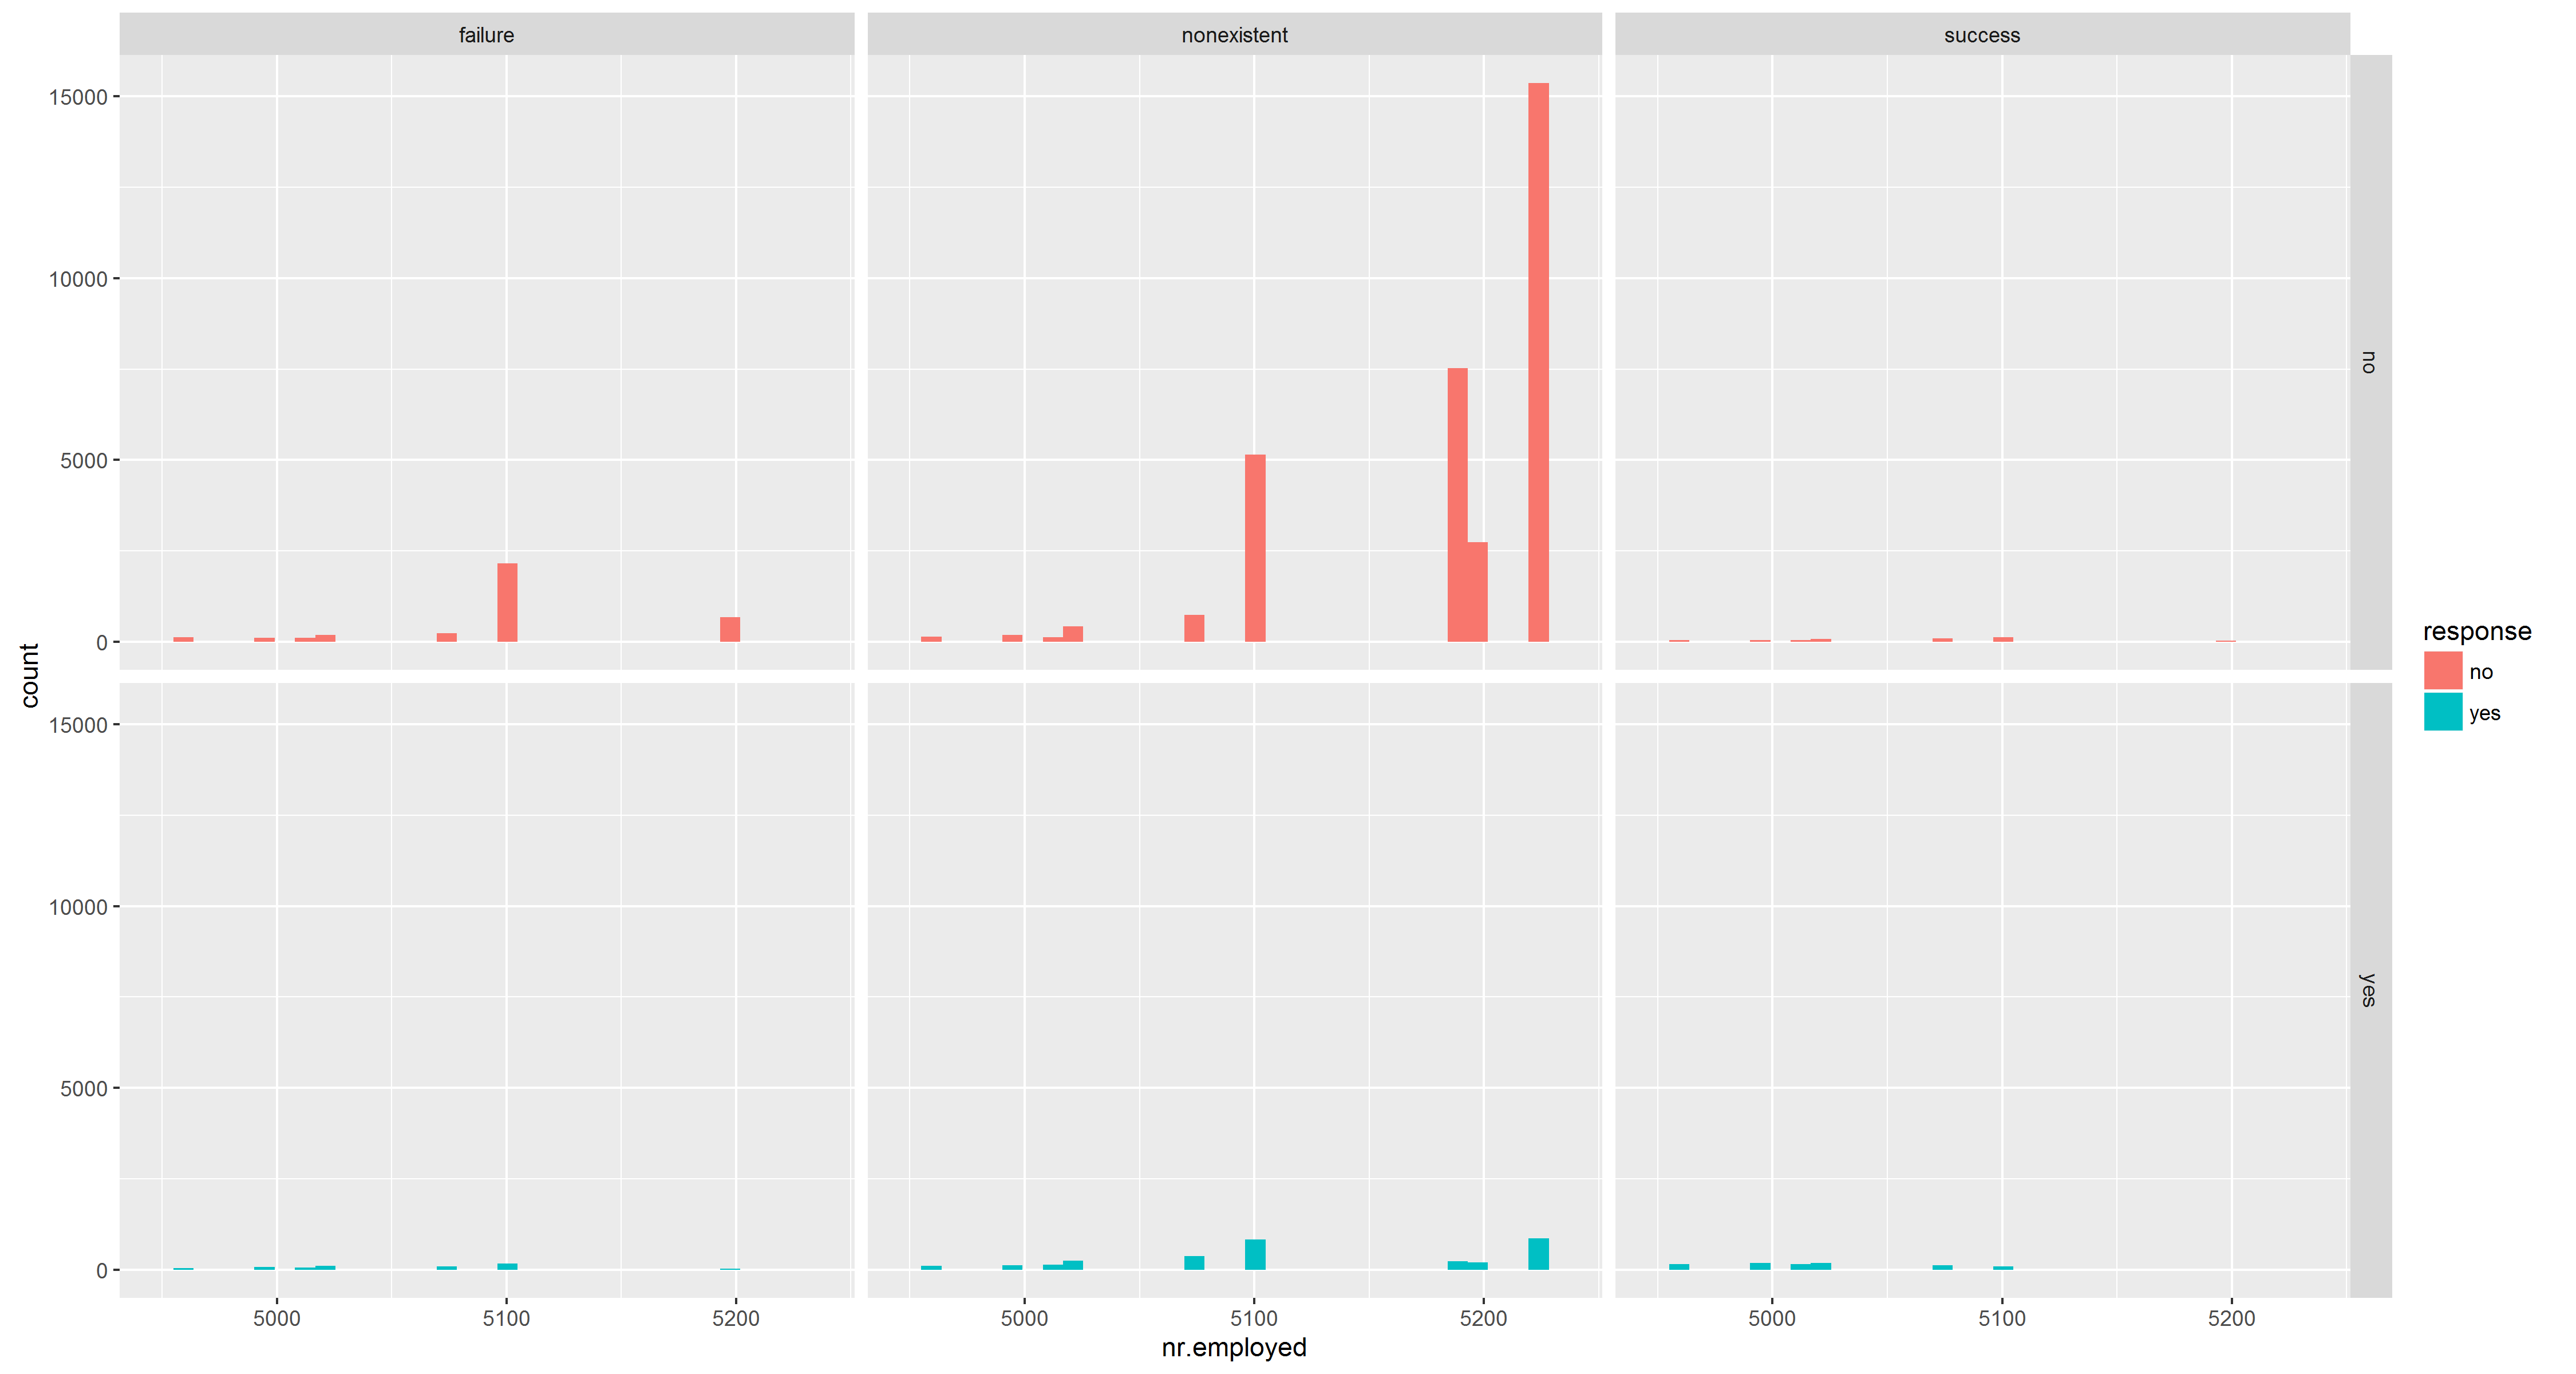 failure nonexistent success
15000
10000
5000
0
no
count
15000
10000
5000
0
yes
5000 5100 5200 5000 5100 5200 5000 5100 5200
nr.employed
response
no
yes